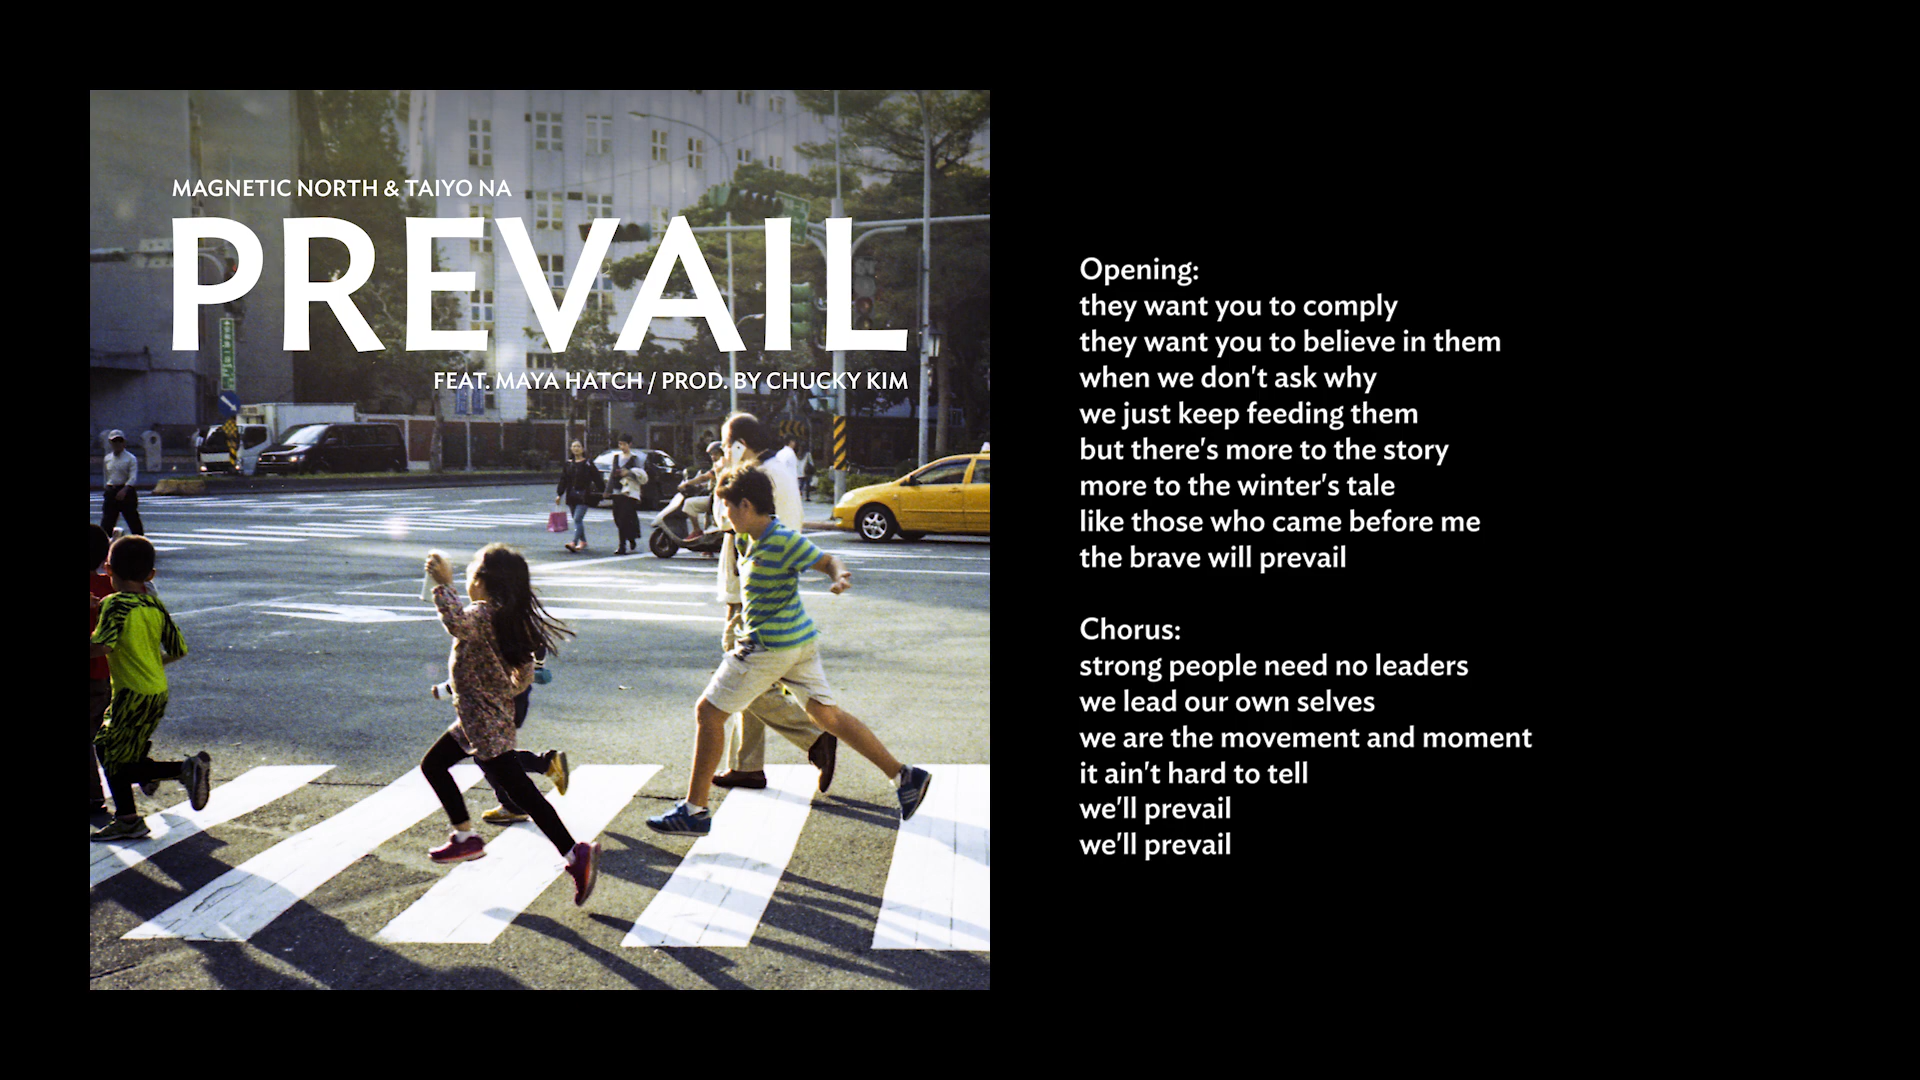 MAGNETIC NORTH & TAIYO NA
PREVAIL
FEAT. MAYA HATCH / PROD. BY CHUCKY KIM
Opening:
they want you to comply
they want you to believe in them
when we don't ask why
we just keep feeding them
but there's more to the story
more to the winter's tale
like those who came before me
the brave will prevail
Chorus:
strong people need no leaders
we lead our own selves
we are the movement and moment
it ain't hard to tell
we'll prevail
we'll prevail